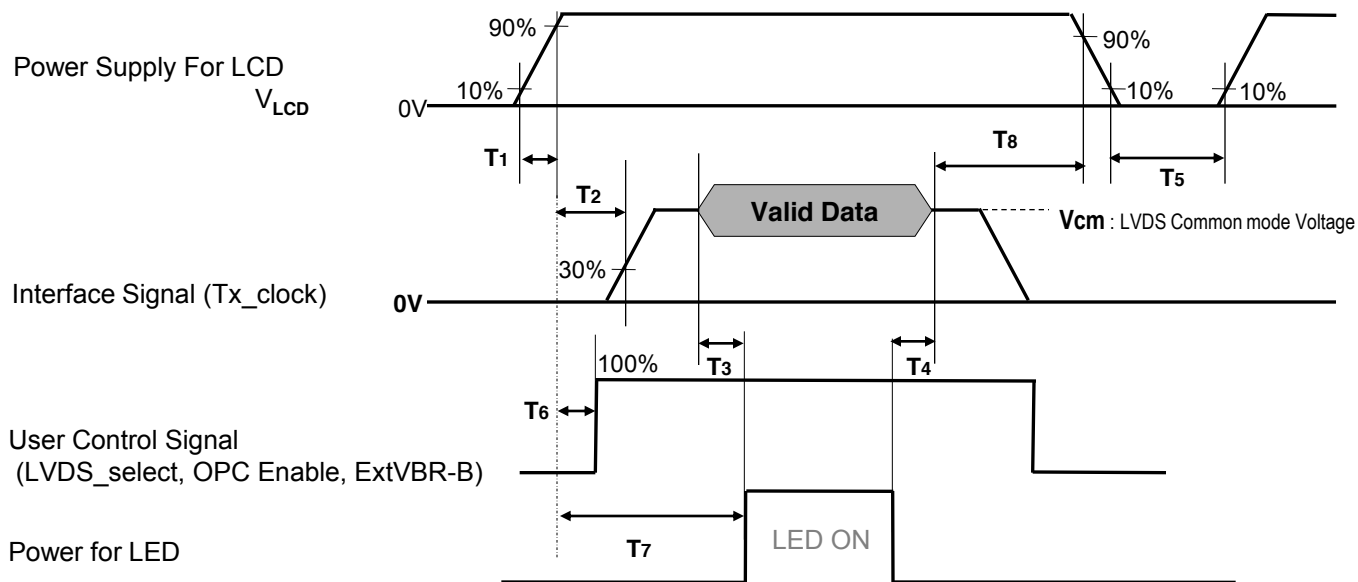 90%
90%
Power Supply For LCD
VLCD
10%
10%
10%
0V
T1
T8
T5
T2
Valid Data
Vcm : LVDS Common mode Voltage
30%
Interface Signal (Tx_clock)
0V
T3
T4
100%
T6
User Control Signal
(LVDS_select, OPC Enable, ExtVBR-B)
T7
LED ON
Power for LED